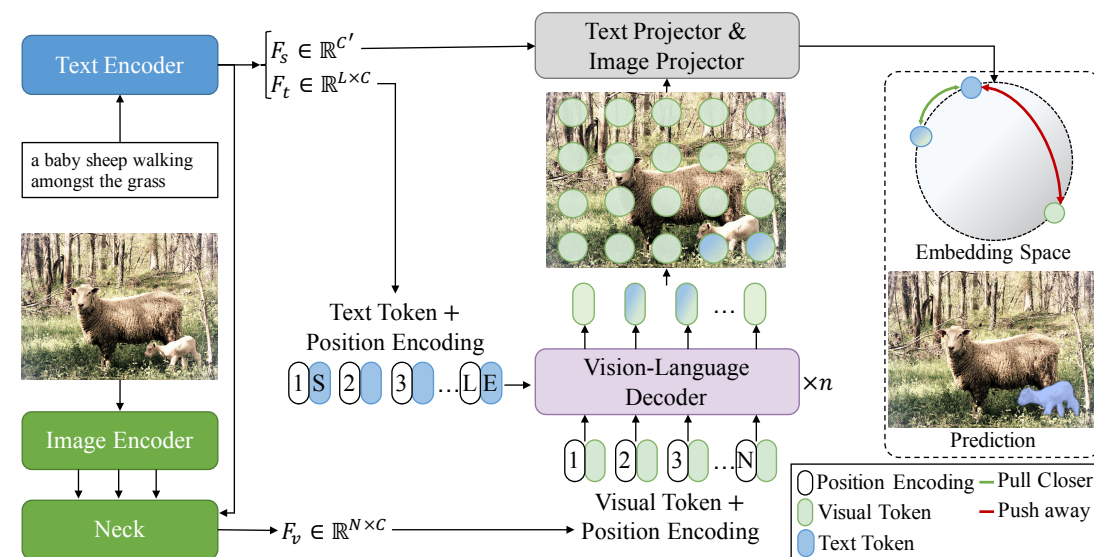 Text Encoder
F_s ∈ ℝ^{C′}
F_t ∈ ℝ^{L×C}
Text Projector &
Image Projector
a baby sheep walking
amongst the grass
Embedding Space
Text Token +
Position Encoding
1 S 2 3 ... L E
Vision-Language
Decoder
×n
...
Image Encoder
1 2 3 ... N
Prediction
Neck
F_v ∈ ℝ^{N×C}
Visual Token +
Position Encoding
Position Encoding
Visual Token
Text Token
Pull Closer
Push away